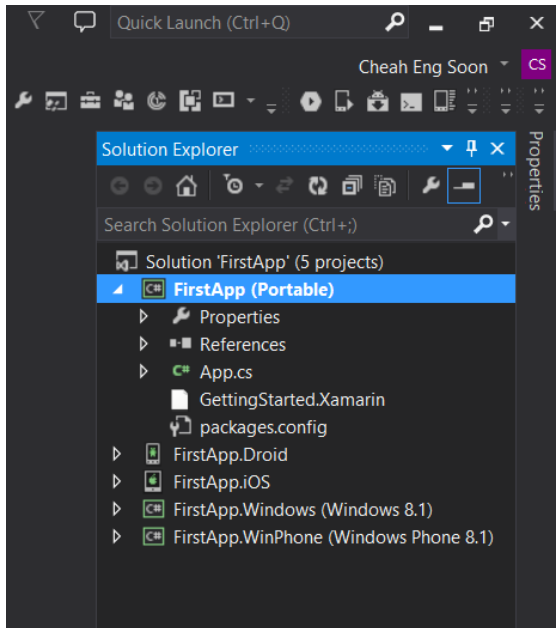 Quick Launch (Ctrl+Q)
Cheah Eng Soon CS
Solution Explorer
Properties
Search Solution Explorer (Ctrl+;)
Solution 'FirstApp' (5 projects)
C# FirstApp (Portable)
Properties
References
C# App.cs
GettingStarted.Xamarin
packages.config
FirstApp.Droid
FirstApp.iOS
C# FirstApp.Windows (Windows 8.1)
C# FirstApp.WinPhone (Windows Phone 8.1)